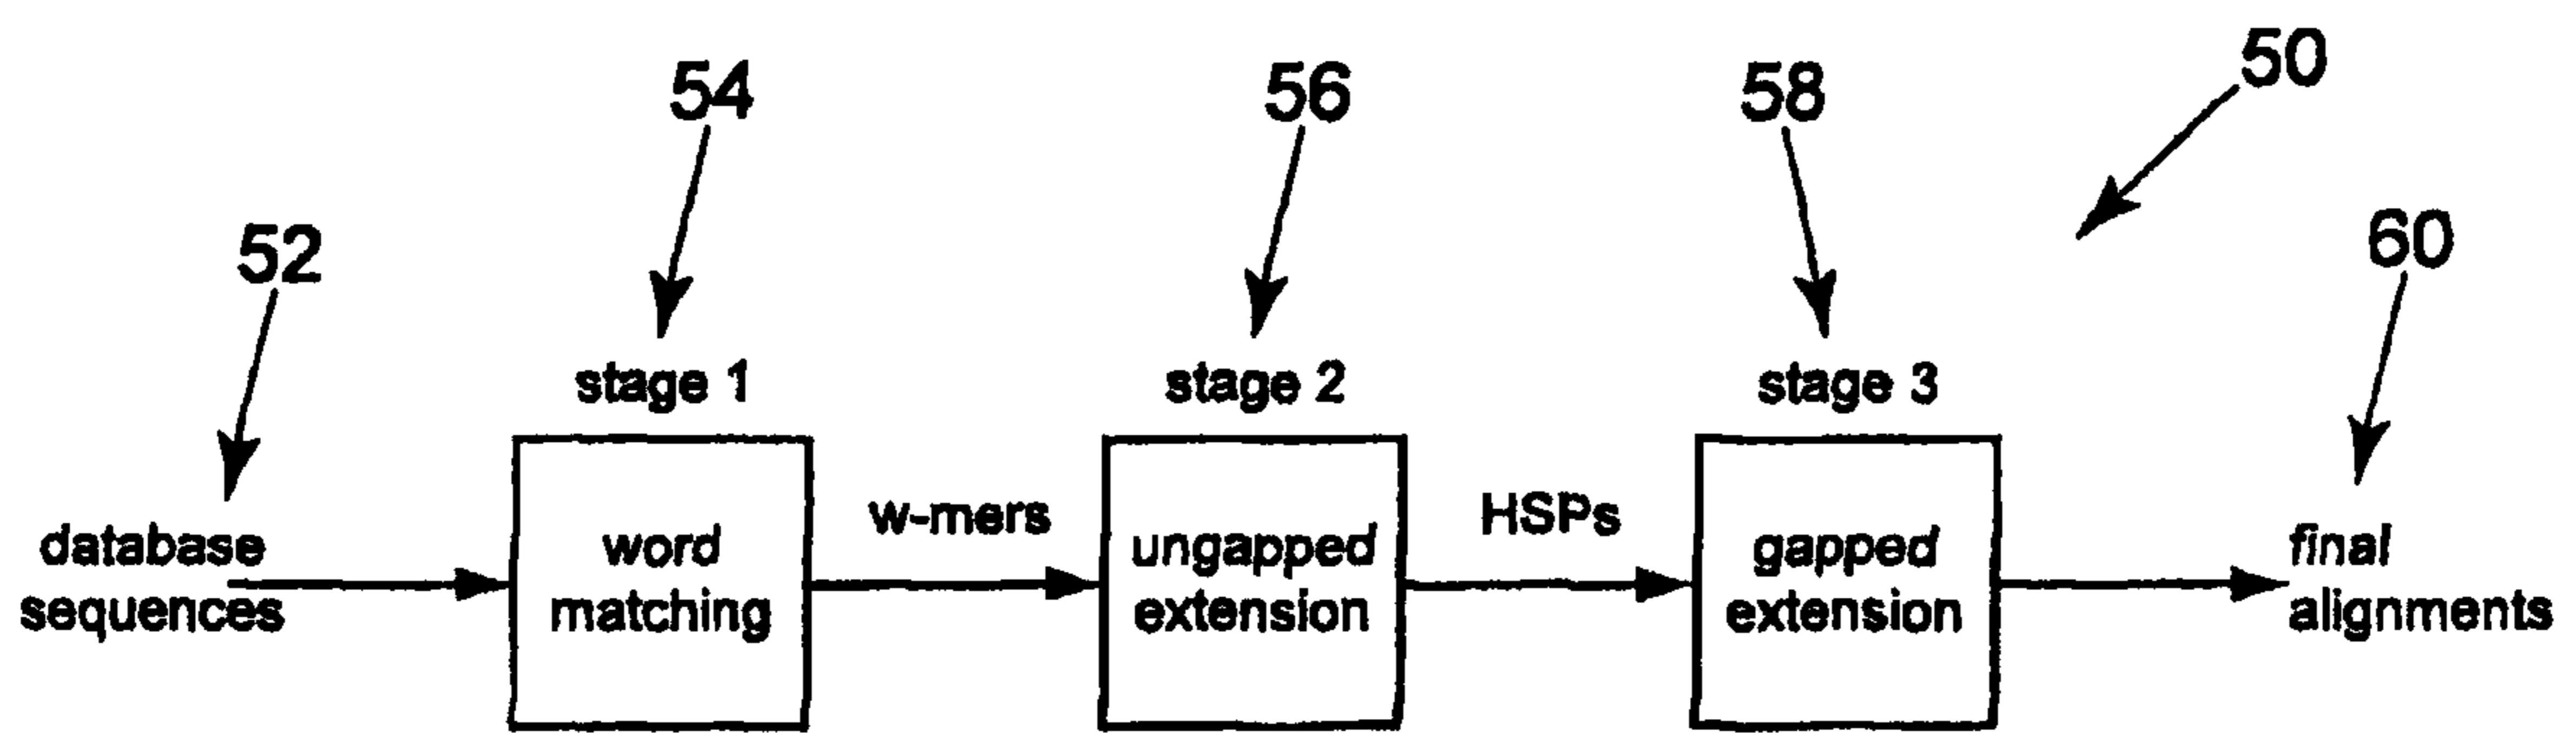 50
54
56
58
52
60
stage 1
stage 2
stage 3
database
sequences
word
matching
w-mers
ungapped
extension
HSPs
gapped
extension
final
alignments